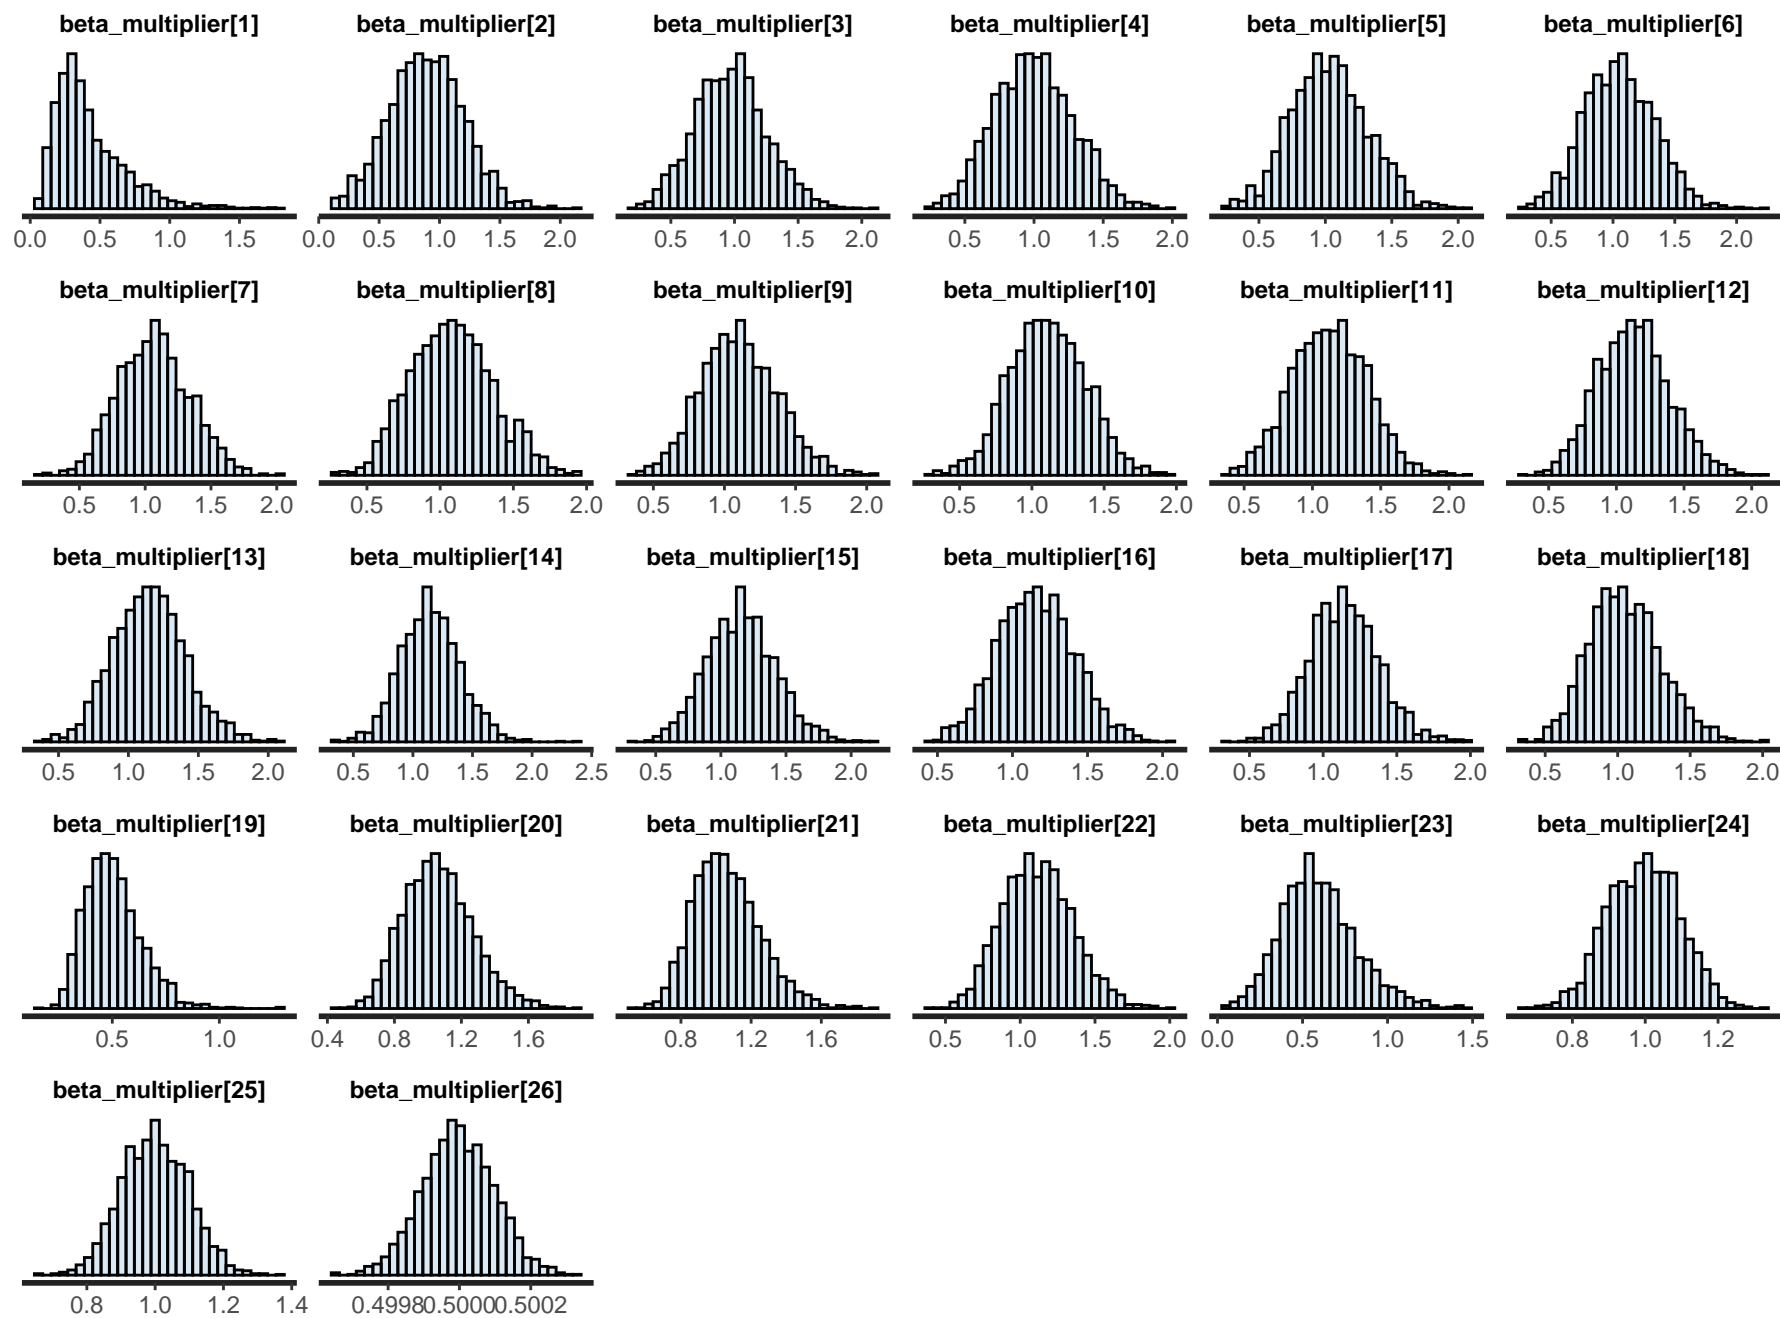 beta_multiplier[1] beta_multiplier[2] beta_multiplier[3] beta_multiplier[4] beta_multiplier[5] beta_multiplier[6]
0.0 0.5 1.0 1.5 0.0 0.5 1.0 1.5 2.0 0.5 1.0 1.5 2.0 0.5 1.0 1.5 2.0 0.5 1.0 1.5 2.0 0.5 1.0 1.5 2.0
beta_multiplier[7] beta_multiplier[8] beta_multiplier[9] beta_multiplier[10] beta_multiplier[11] beta_multiplier[12]
0.5 1.0 1.5 2.0 0.5 1.0 1.5 2.0 0.5 1.0 1.5 2.0 0.5 1.0 1.5 2.0 0.5 1.0 1.5 2.0 0.5 1.0 1.5 2.0
beta_multiplier[13] beta_multiplier[14] beta_multiplier[15] beta_multiplier[16] beta_multiplier[17] beta_multiplier[18]
0.5 1.0 1.5 2.0 0.5 1.0 1.5 2.0 2.5 0.5 1.0 1.5 2.0 0.5 1.0 1.5 2.0 0.5 1.0 1.5 2.0 0.5 1.0 1.5 2.0
beta_multiplier[19] beta_multiplier[20] beta_multiplier[21] beta_multiplier[22] beta_multiplier[23] beta_multiplier[24]
0.5 1.0 0.4 0.8 1.2 1.6 0.8 1.2 1.6 0.5 1.0 1.5 2.0 0.0 0.5 1.0 1.5 0.8 1.0 1.2
beta_multiplier[25] beta_multiplier[26]
0.8 1.0 1.2 1.4 0.4998 0.5000 0.5002